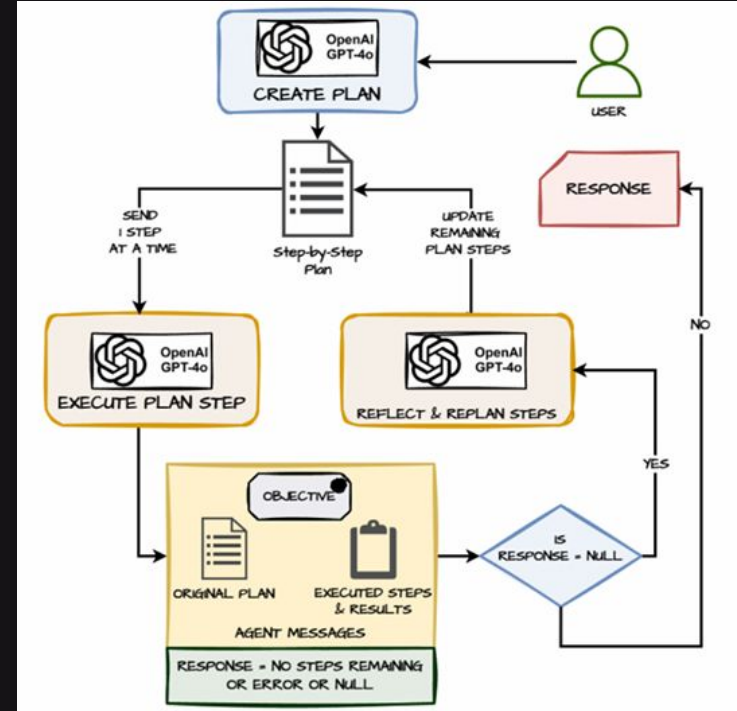 OpenAI
GPT-4o
CREATE PLAN
USER
RESPONSE
SEND
1 STEP
AT A TIME
Step-by-Step
Plan
UPDATE
REMAINING
PLAN STEPS
NO
OpenAI
GPT-4o
EXECUTE PLAN STEP
OpenAI
GPT-4o
REFLECT & REPLAN STEPS
YES
OBJECTIVE
ORIGINAL PLAN
EXECUTED STEPS
& RESULTS
AGENT MESSAGES
IS
RESPONSE = NULL
RESPONSE = NO STEPS REMAINING
OR ERROR OR NULL